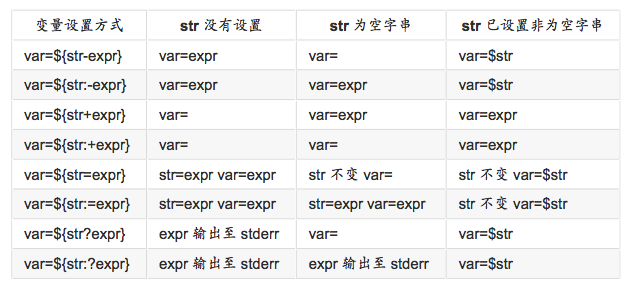 变量设置方式 str 没有设置 str 为空字串 str 已设置非为空字串
var=${str-expr} var=expr var= var=$str
var=${str:-expr} var=expr var=expr var=$str
var=${str+expr} var= var=expr var=expr
var=${str:+expr} var= var= var=expr
var=${str=expr} str=expr var=expr str 不变 var= str 不变 var=$str
var=${str:=expr} str=expr var=expr str=expr var=expr str 不变 var=$str
var=${str?expr} expr 输出至 stderr var= var=$str
var=${str:?expr} expr 输出至 stderr expr 输出至 stderr var=$str